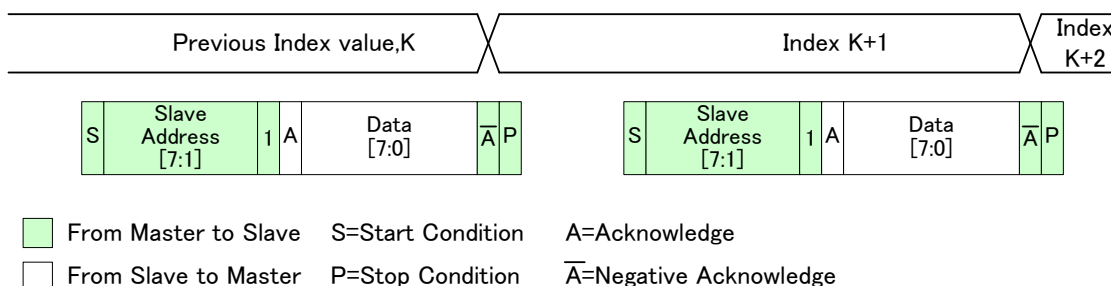 Previous Index value,K
Index K+1
Index
K+2
S
Slave
Address
[7:1]
1
A
Data
[7:0]
A̅
P
S
Slave
Address
[7:1]
1
A
Data
[7:0]
A̅
P
From Master to Slave
S=Start Condition
A=Acknowledge
From Slave to Master
P=Stop Condition
A̅=Negative Acknowledge